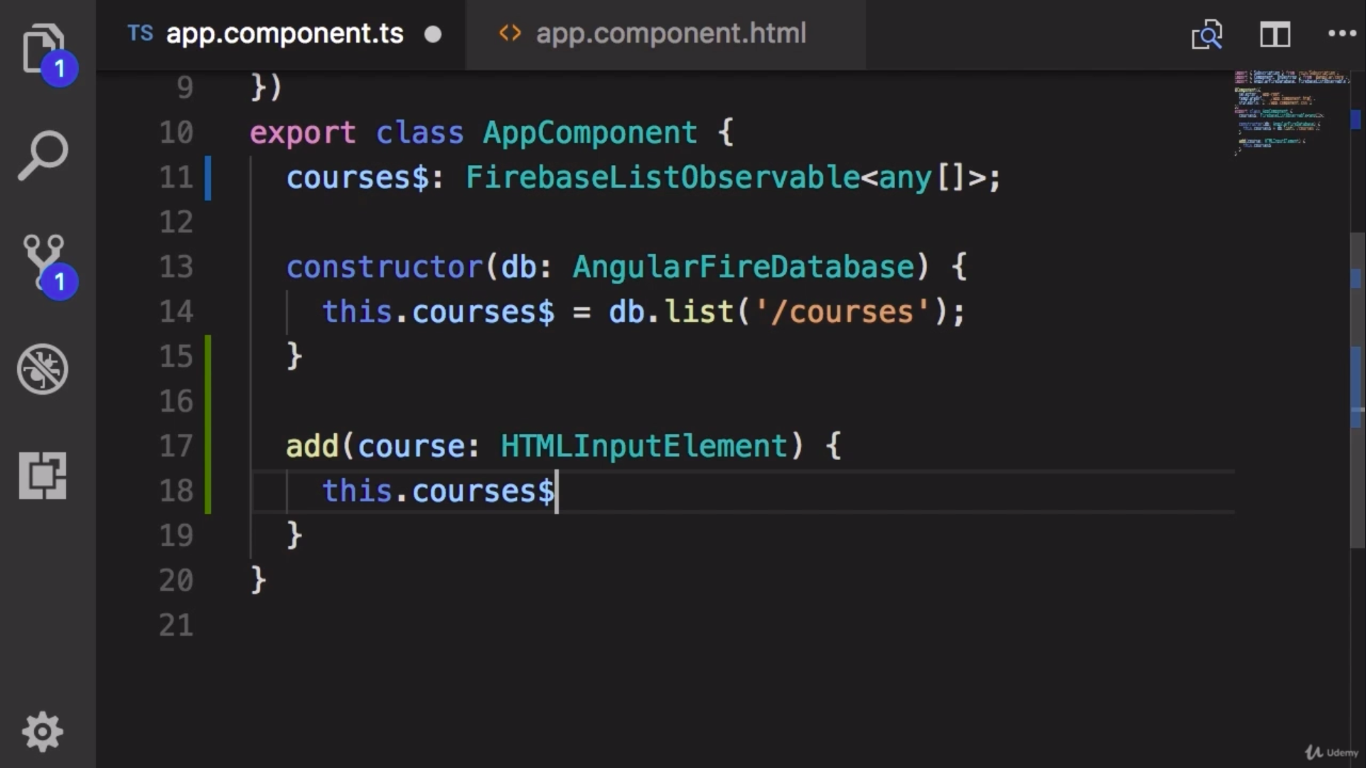 TS app.component.ts app.component.html
1
9 })
10 export class AppComponent {
11 courses$: FirebaseListObservable<any[]>;
12
13 constructor(db: AngularFireDatabase) {
14 this.courses$ = db.list('/courses');
15 }
16
17 add(course: HTMLInputElement) {
18 this.courses$
19 }
20 }
21
1
Udemy